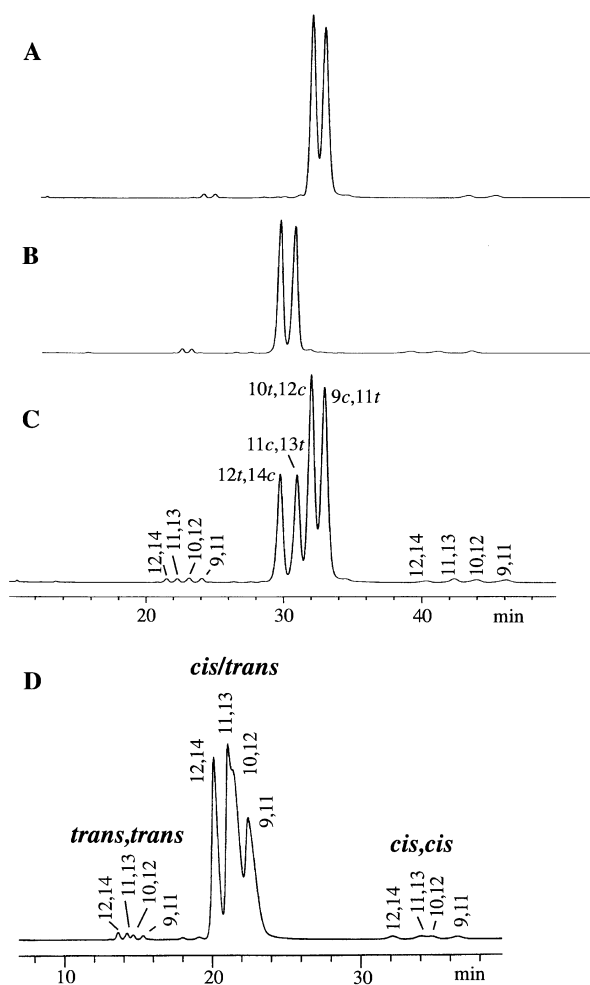 A
B
C
10t,12c
9c,11t
11c,13t
12t,14c
12,14
11,13
10,12
9,11
12,14
11,13
10,12
9,11
20
30
40
min
D
cis/trans
12,14
11,13
10,12
9,11
trans,trans
12,14
11,13
10,12
9,11
cis,cis
12,14
11,13
10,12
9,11
10
20
30
min